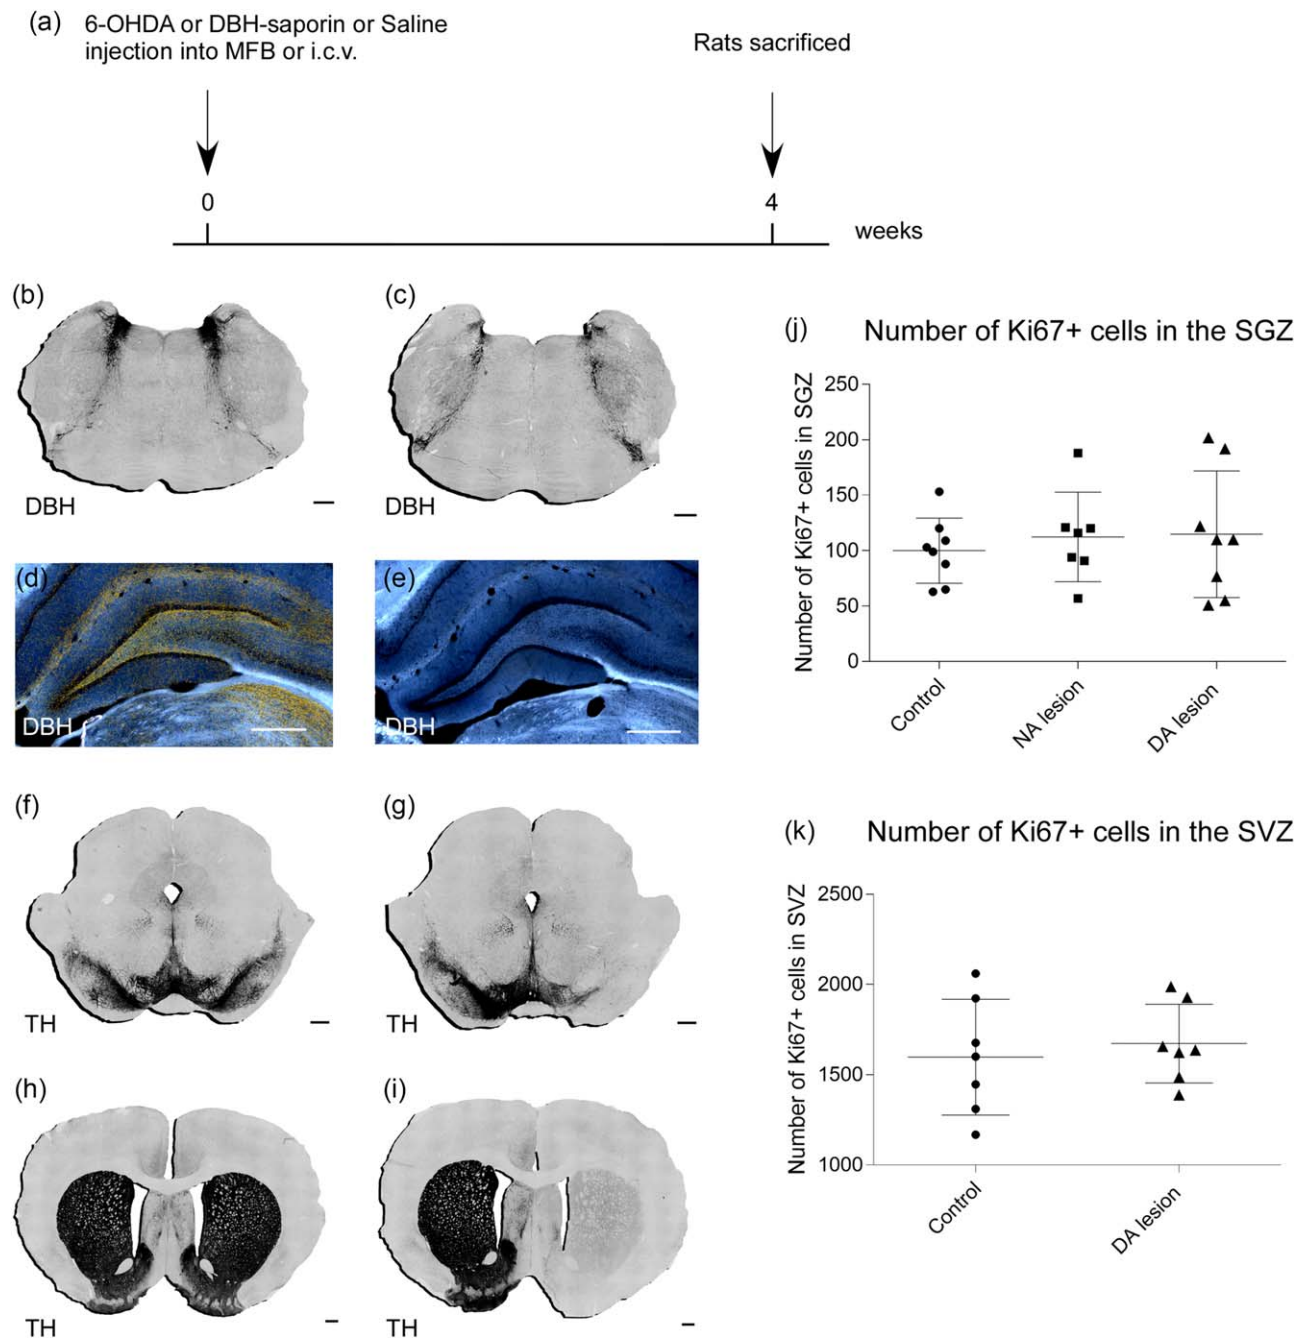 (a) 6-OHDA or DBH-saporin or Saline
injection into MFB or i.c.v.
Rats sacrificed
0
4
weeks
(b)
DBH
(c)
DBH
(d)
DBH
(e)
DBH
(f)
TH
(g)
TH
(h)
TH
(i)
TH
(j) Number of Ki67+ cells in the SGZ
Number of Ki67+ cells in SGZ
250
200
150
100
50
0
Control
NA lesion
DA lesion
(k) Number of Ki67+ cells in the SVZ
Number of Ki67+ cells in SVZ
2500
2000
1500
1000
Control
DA lesion